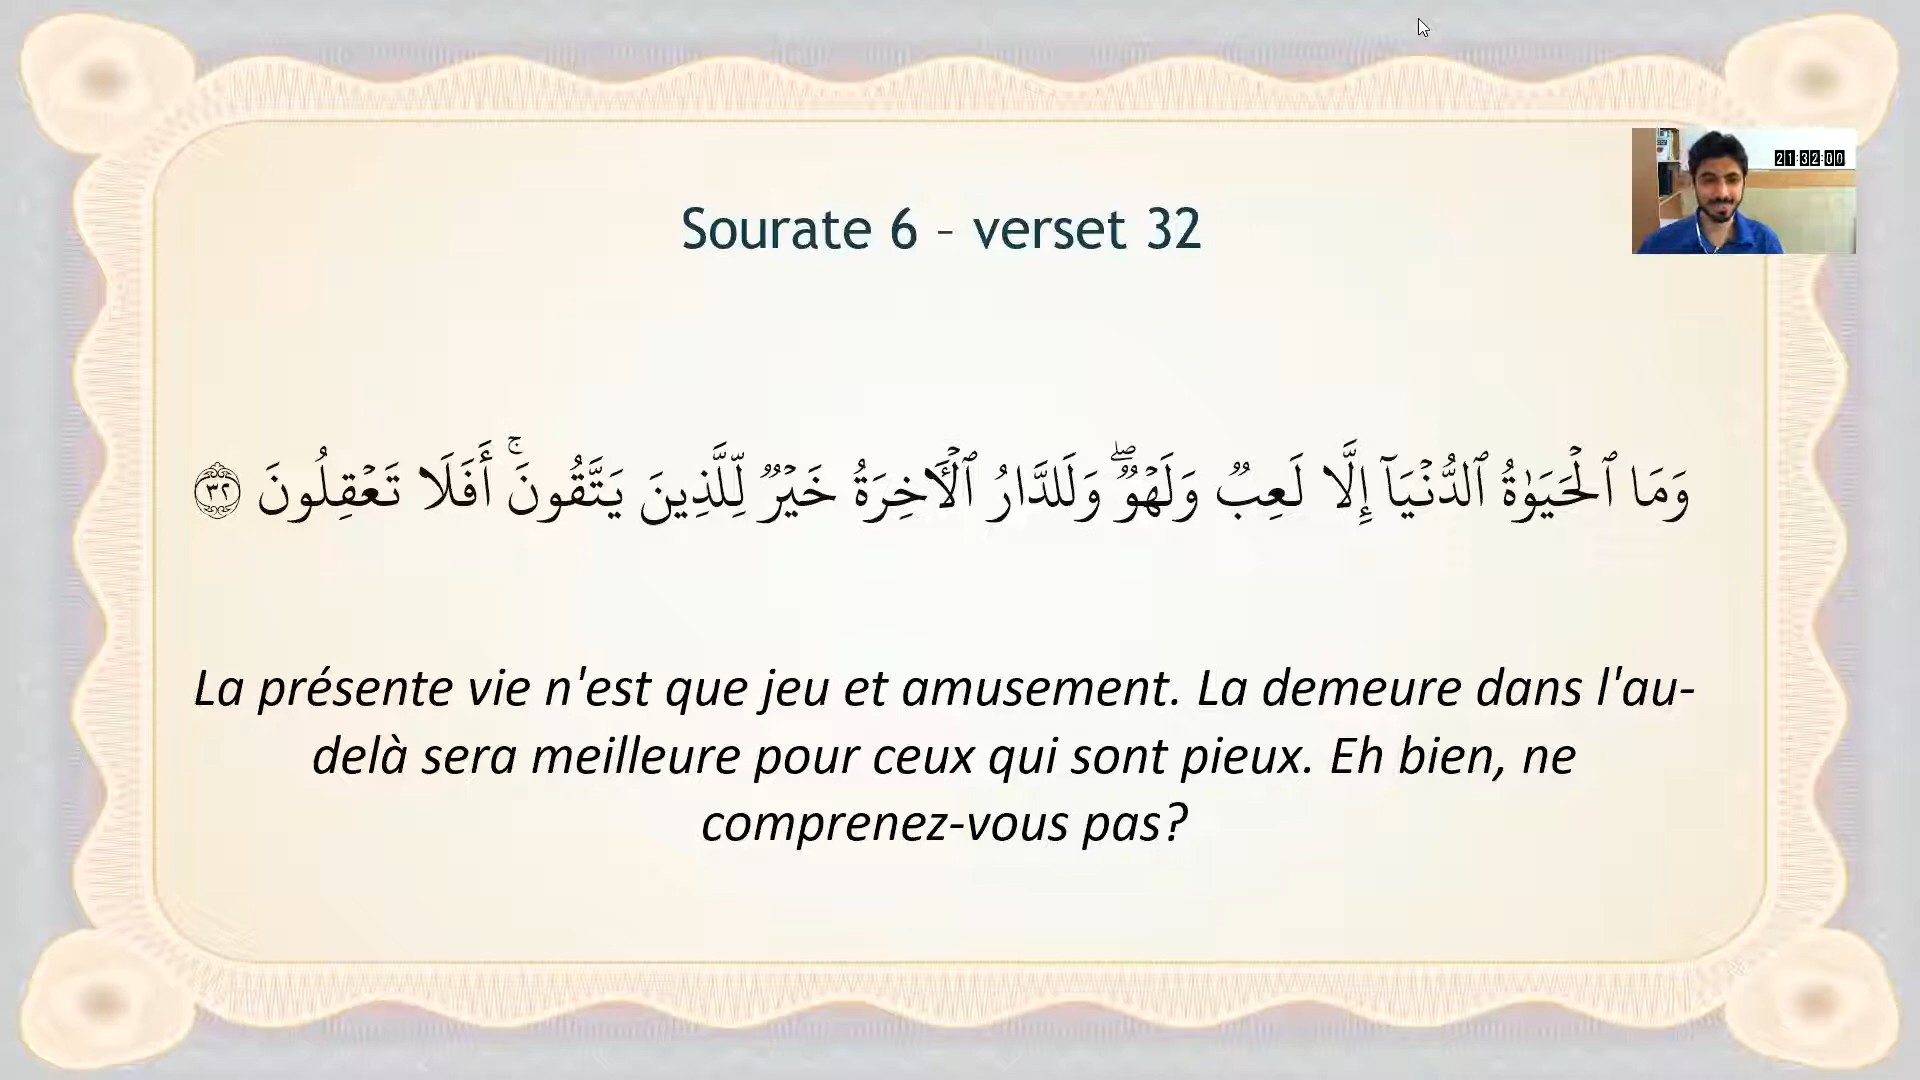 Sourate 6 - verset 32
21:32:00
وَمَا ٱلۡحَيَوٰةُ ٱلدُّنۡيَآ إِلَّا لَعِبٞ وَلَهۡوٞۖ وَلَلدَّارُ ٱلۡأٓخِرَةُ خَيۡرٞ لِّلَّذِينَ يَتَّقُونَۚ أَفَلَا تَعۡقِلُونَ ٣٢
La présente vie n'est que jeu et amusement. La demeure dans l'au-
delà sera meilleure pour ceux qui sont pieux. Eh bien, ne
comprenez-vous pas?